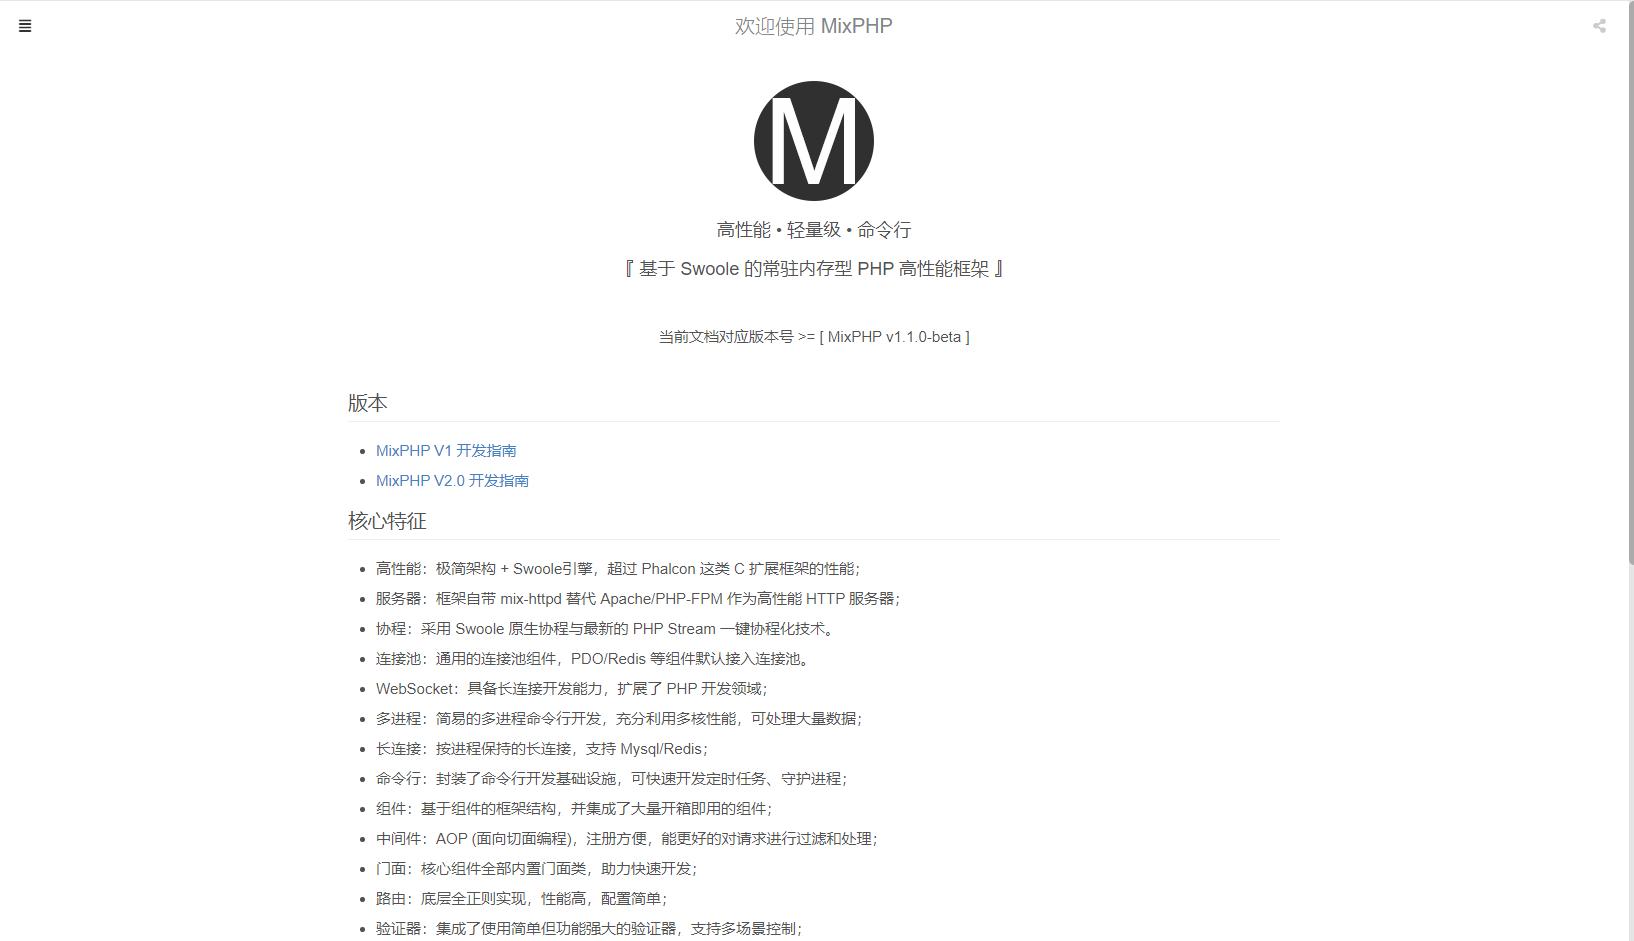 欢迎使用 MixPHP
M
高性能 • 轻量级 • 命令行
『 基于 Swoole 的常驻内存型 PHP 高性能框架 』
当前文档对应版本号 >= [ MixPHP v1.1.0-beta ]
版本
MixPHP V1 开发指南
MixPHP V2.0 开发指南
核心特征
高性能：极简架构 + Swoole引擎，超过 Phalcon 这类 C 扩展框架的性能；
服务器：框架自带 mix-httpd 替代 Apache/PHP-FPM 作为高性能 HTTP 服务器；
协程：采用 Swoole 原生协程与最新的 PHP Stream 一键协程化技术。
连接池：通用的连接池组件，PDO/Redis 等组件默认接入连接池。
WebSocket：具备长连接开发能力，扩展了 PHP 开发领域；
多进程：简易的多进程命令行开发，充分利用多核性能，可处理大量数据；
长连接：按进程保持的长连接，支持 Mysql/Redis；
命令行：封装了命令行开发基础设施，可快速开发定时任务、守护进程；
组件：基于组件的框架结构，并集成了大量开箱即用的组件；
中间件：AOP (面向切面编程)，注册方便，能更好的对请求进行过滤和处理；
门面：核心组件全部内置门面类，助力快速开发；
路由：底层全正则实现，性能高，配置简单；
验证器：集成了使用简单但功能强大的验证器，支持多场景控制；